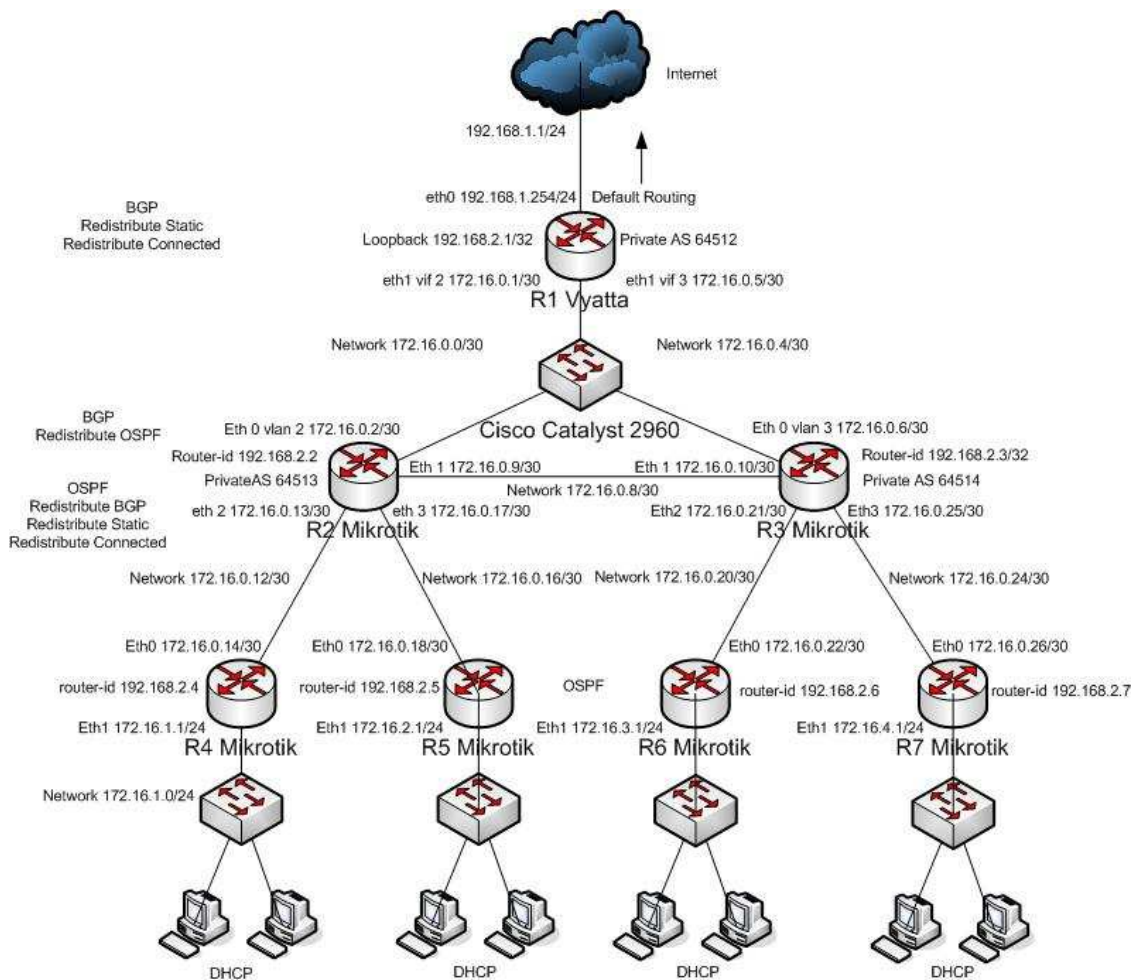 Internet
192.168.1.1/24
eth0 192.168.1.254/24
Default Routing
BGP
Redistribute Static
Redistribute Connected
Loopback 192.168.2.1/32
Private AS 64512
eth1 vif 2 172.16.0.1/30
eth1 vif 3 172.16.0.5/30
R1 Vyatta
Network 172.16.0.0/30
Network 172.16.0.4/30
Cisco Catalyst 2960
BGP
Redistribute OSPF
Eth 0 vlan 2 172.16.0.2/30
Eth 0 vlan 3 172.16.0.6/30
Router-id 192.168.2.2
Router-id 192.168.2.3/32
Eth 1 172.16.0.9/30
Eth 1 172.16.0.10/30
PrivateAS 64513
Private AS 64514
Network 172.16.0.8/30
OSPF
Redistribute BGP
Redistribute Static
Redistribute Connected
eth 2 172.16.0.13/30
eth 3 172.16.0.17/30
Eth2 172.16.0.21/30
Eth3 172.16.0.25/30
R2 Mikrotik
R3 Mikrotik
Network 172.16.0.12/30
Network 172.16.0.16/30
Network 172.16.0.20/30
Network 172.16.0.24/30
Eth0 172.16.0.14/30
Eth0 172.16.0.18/30
Eth0 172.16.0.22/30
Eth0 172.16.0.26/30
router-id 192.168.2.4
router-id 192.168.2.5
OSPF
router-id 192.168.2.6
router-id 192.168.2.7
Eth1 172.16.1.1/24
Eth1 172.16.2.1/24
Eth1 172.16.3.1/24
Eth1 172.16.4.1/24
R4 Mikrotik
R5 Mikrotik
R6 Mikrotik
R7 Mikrotik
Network 172.16.1.0/24
DHCP
DHCP
DHCP
DHCP